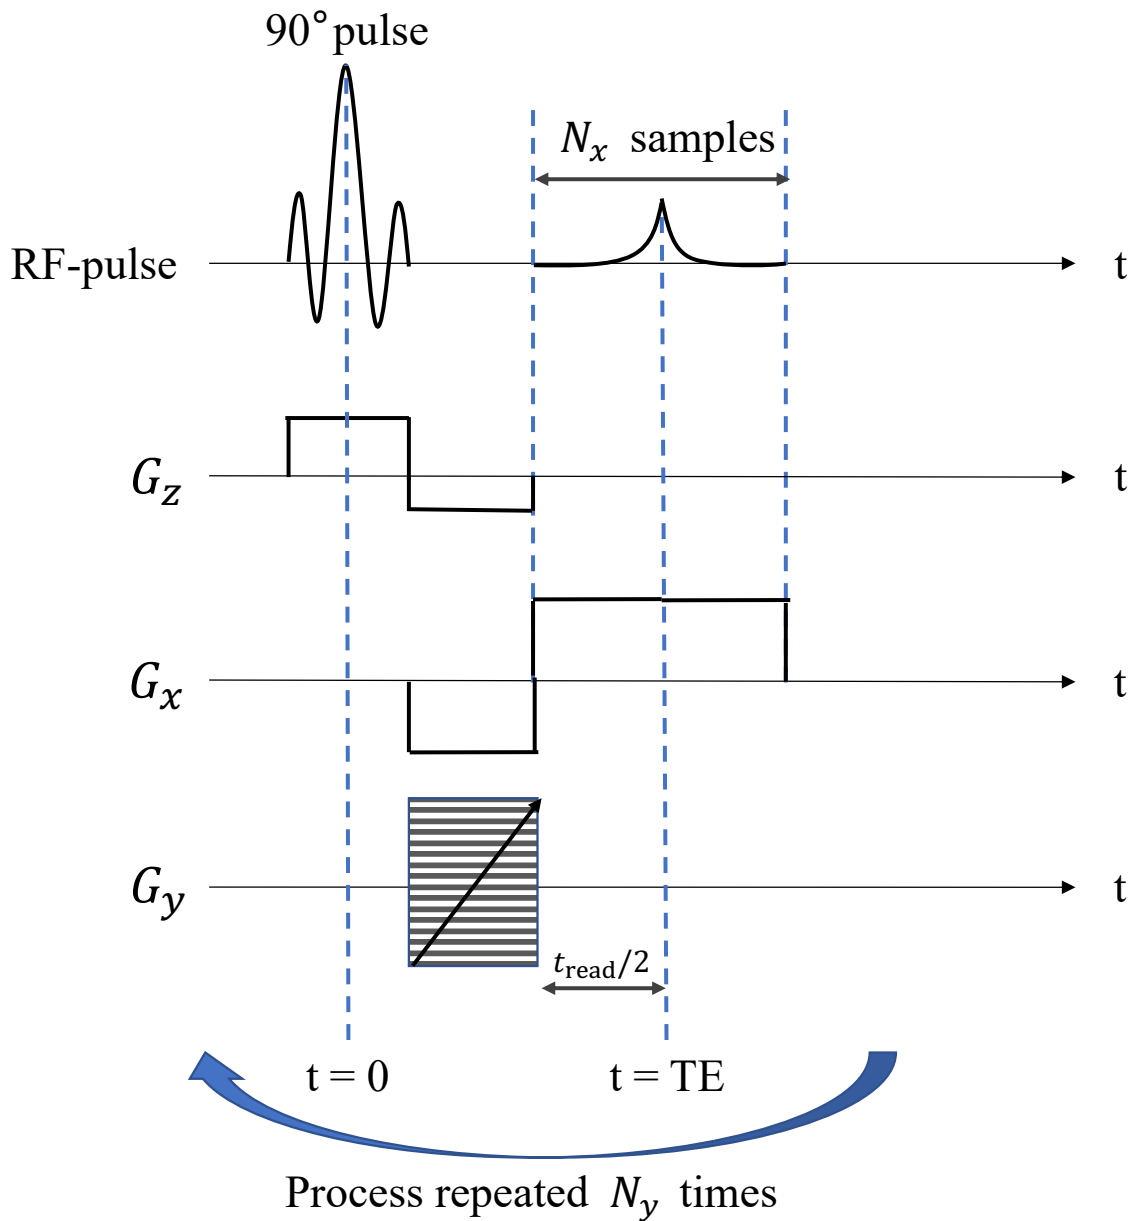 90° pulse
N_x samples
RF-pulse t
G_z t
G_x t
G_y t
t_read/2
t = 0 t = TE
Process repeated N_y times